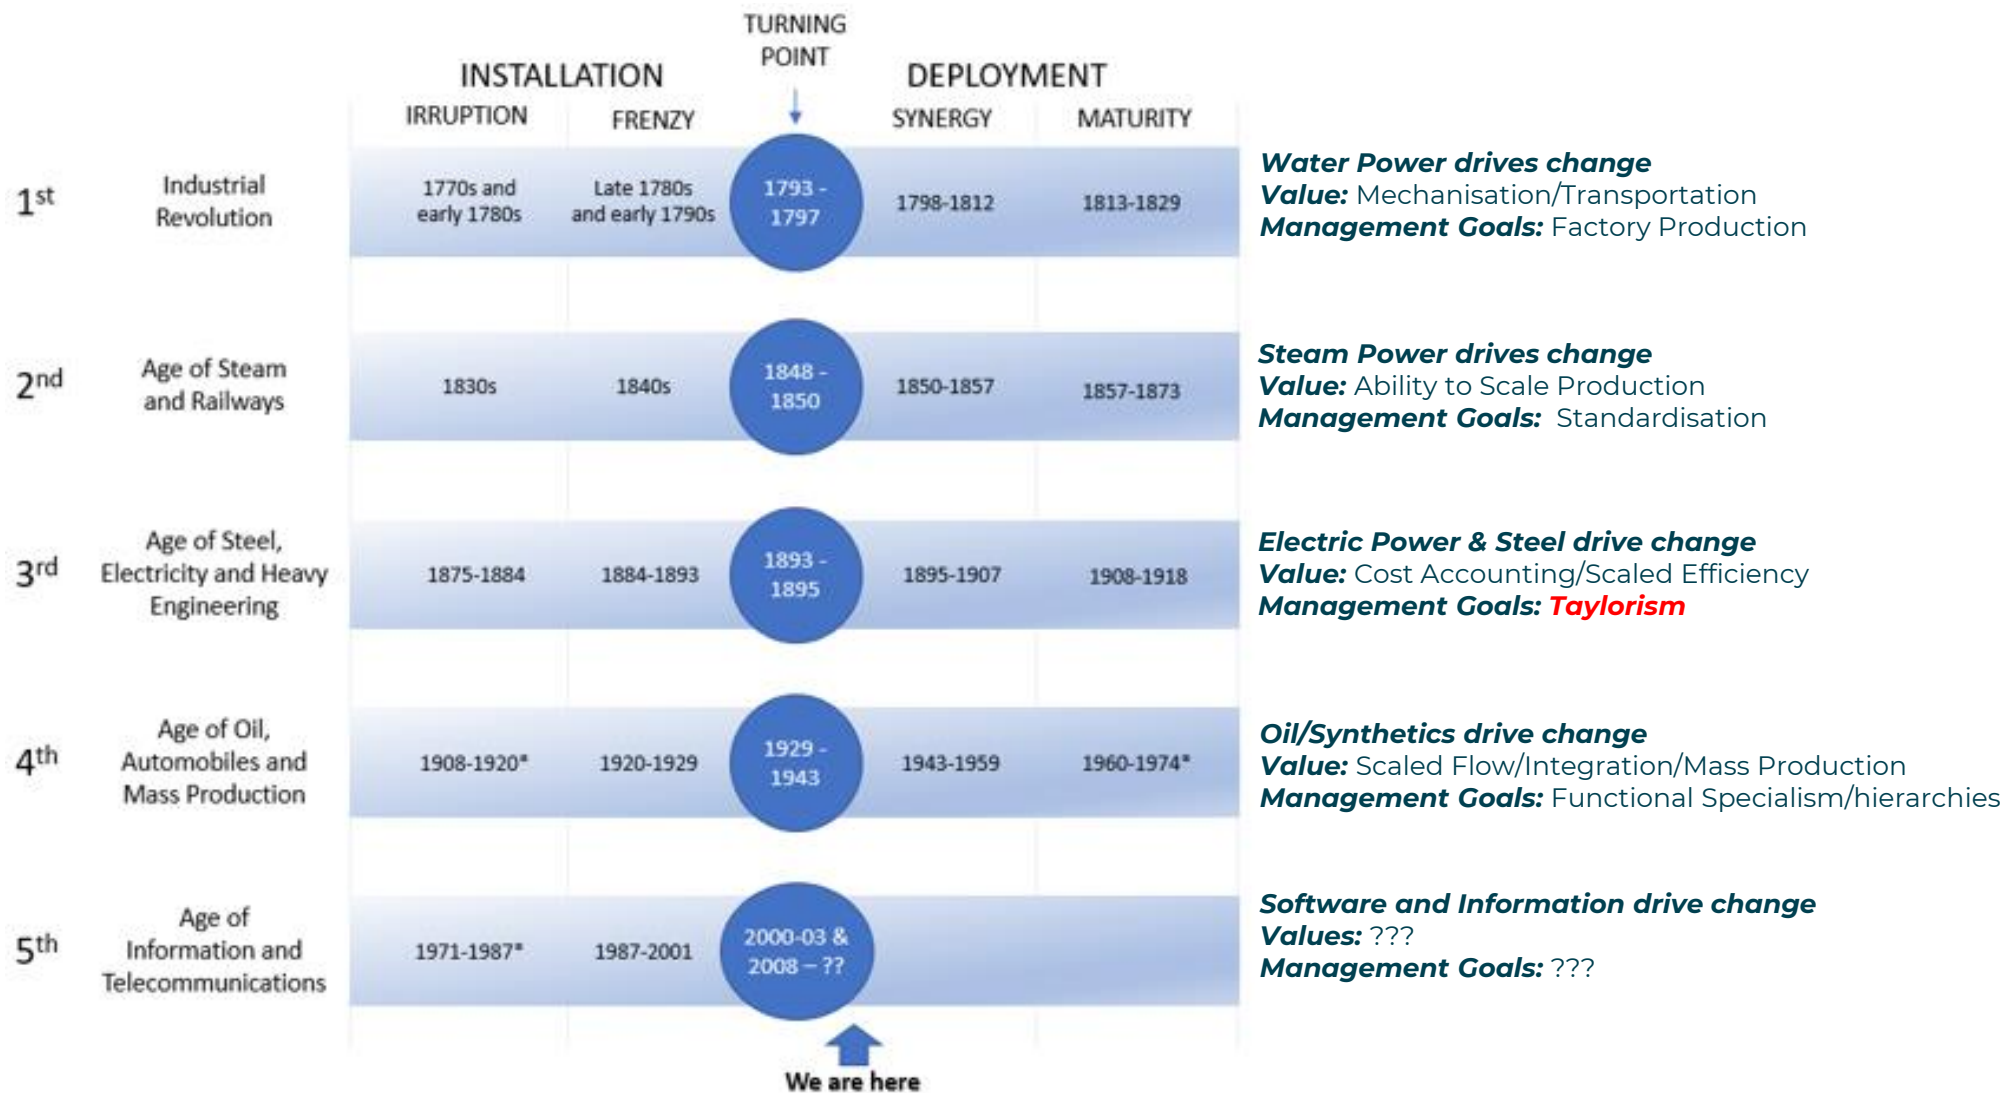 TURNING
POINT
INSTALLATION
DEPLOYMENT
IRRUPTION
FRENZY
SYNERGY
MATURITY
1st
Industrial
Revolution
1770s and
early 1780s
Late 1780s
and early 1790s
1793 -
1797
1798-1812
1813-1829
Water Power drives change
Value: Mechanisation/Transportation
Management Goals: Factory Production
2nd
Age of Steam
and Railways
1830s
1840s
1848 -
1850
1850-1857
1857-1873
Steam Power drives change
Value: Ability to Scale Production
Management Goals: Standardisation
3rd
Age of Steel,
Electricity and Heavy
Engineering
1875-1884
1884-1893
1893 -
1895
1895-1907
1908-1918
Electric Power & Steel drive change
Value: Cost Accounting/Scaled Efficiency
Management Goals: Taylorism
4th
Age of Oil,
Automobiles and
Mass Production
1908-1920*
1920-1929
1929 -
1943
1943-1959
1960-1974*
Oil/Synthetics drive change
Value: Scaled Flow/Integration/Mass Production
Management Goals: Functional Specialism/hierarchies
5th
Age of
Information and
Telecommunications
1971-1987*
1987-2001
2000-03 &
2008 – ??
Software and Information drive change
Values: ???
Management Goals: ???
We are here